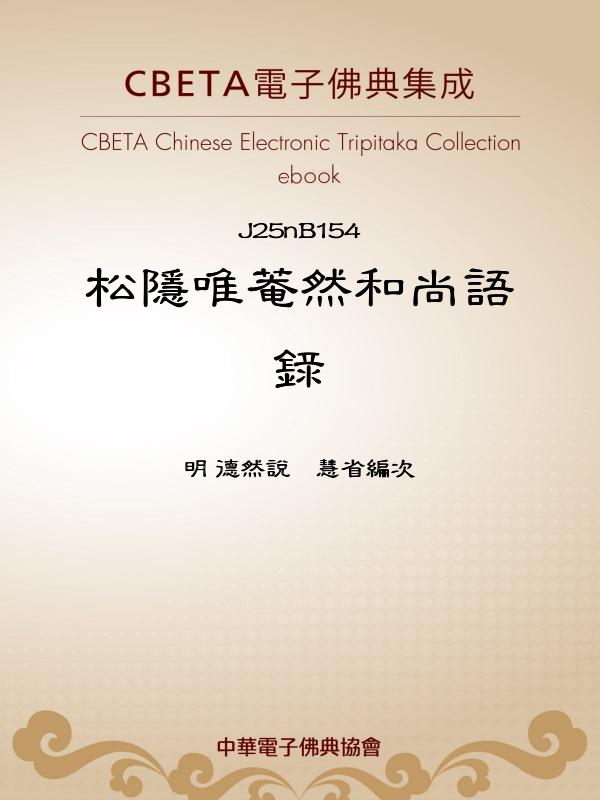 CBETA電子佛典集成
CBETA Chinese Electronic Tripitaka Collection
ebook
J25nB154
松隱唯菴然和尚語
錄
明 德然說　慧省編次
中華電子佛典協會